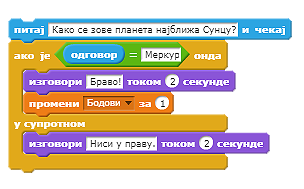 питај Како се зове планета најближа Сунцу? и чекај
ако је одговор = Меркур онда
изговори Браво! током 2 секунде
промени Бодови за 1
у супротном
изговори Ниси у праву. током 2 секунде